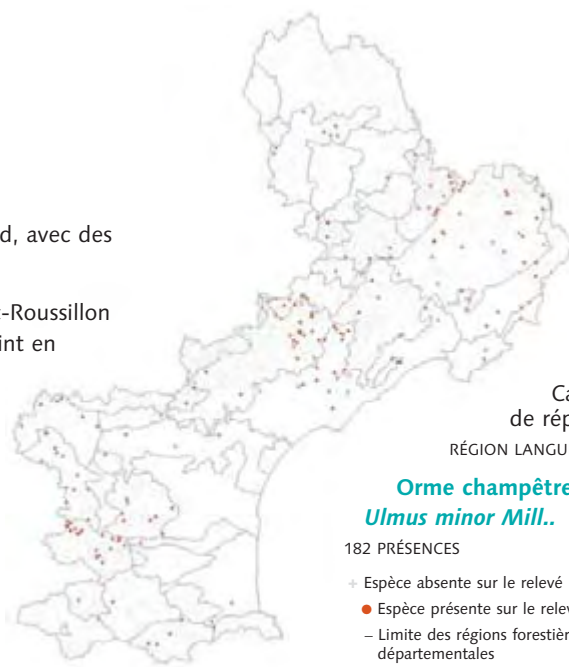 d, avec des
-Roussillon
int en
Ca
de rép
RÉGION LANGU
Orme champêtre
Ulmus minor Mill..
182 PRÉSENCES
+ Espèce absente sur le relevé
● Espèce présente sur le relev
– Limite des régions forestièr
départementales